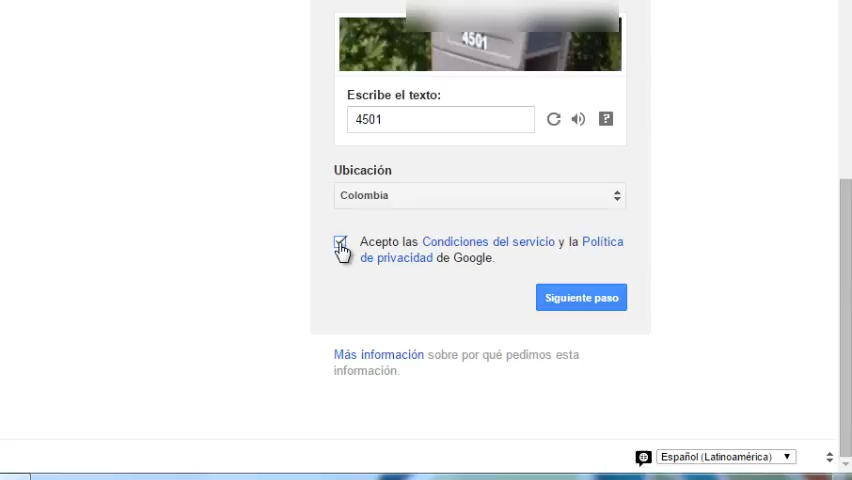 4501
Escribe el texto:
4501
?
Ubicación
Colombia
Acepto las Condiciones del servicio y la Política
de privacidad de Google.
Siguiente paso
Más información sobre por qué pedimos esta
información.
Español (Latinoamérica)